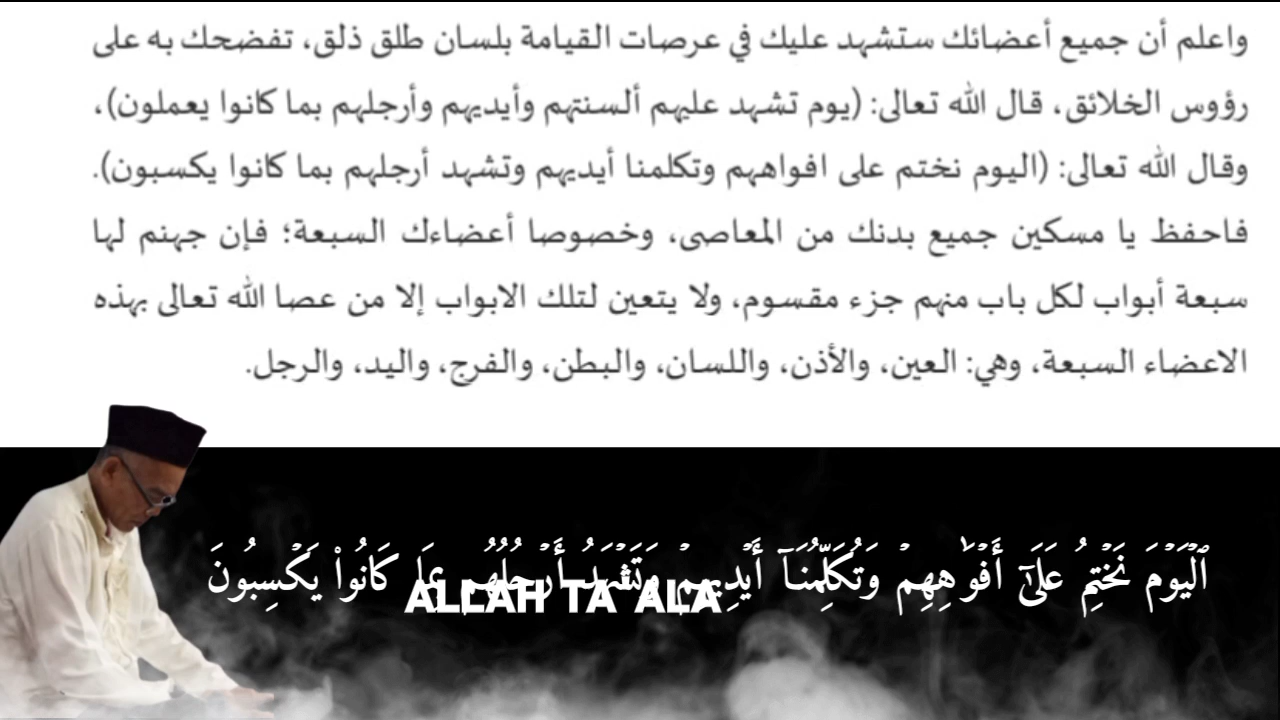 واعلم أن جميع أعضائك ستشهد عليك في عرصات القيامة بلسان طلق ذلق، تفضحك به على
رؤوس الخلائق، قال الله تعالى: (يوم تشهد عليهم ألسنتهم وأيديهم وأرجلهم بما كانوا يعملون)،
وقال الله تعالى: (اليوم نختم على افواههم وتكلمنا أيديهم وتشهد أرجلهم بما كانوا يكسبون).
فاحفظ يا مسكين جميع بدنك من المعاصى، وخصوصا أعضاءك السبعة؛ فإن جهنم لها
سبعة أبواب لكل باب منهم جزء مقسوم، ولا يتعين لتلك الابواب إلا من عصا الله تعالى بهذه
الاعضاء السبعة، وهي: العين، والأذن، واللسان، والبطن، والفرج، واليد، والرجل.
ٱلْيَوْمَ نَخْتِمُ عَلَىٰٓ أَفْوَٰهِهِمْ وَتُكَلِّمُنَآ أَيْدِيهِمْ وَتَشْهَدُ أَرْجُلُهُم بِمَا كَانُوا۟ يَكْسِبُونَ
ALLAH TA'ALA